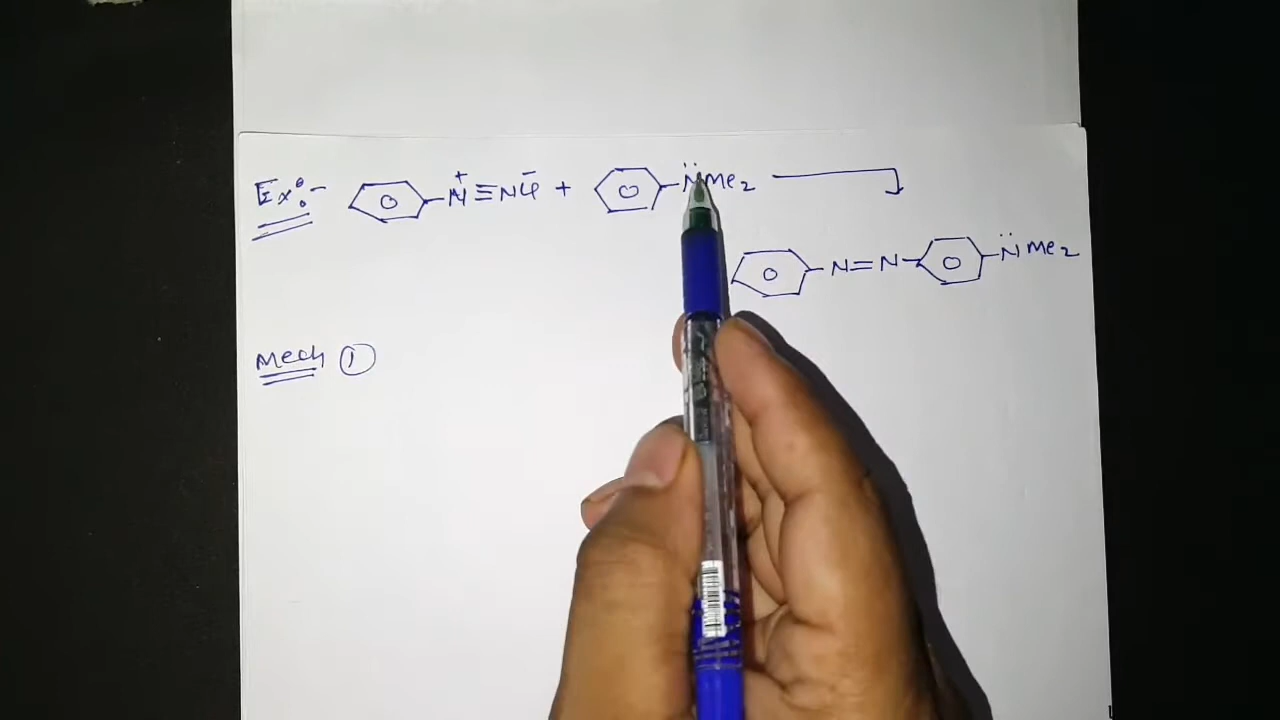 Ex:- N⁺≡NCl⁻ + N̈Me₂
N=N N̈Me₂
Mech ①